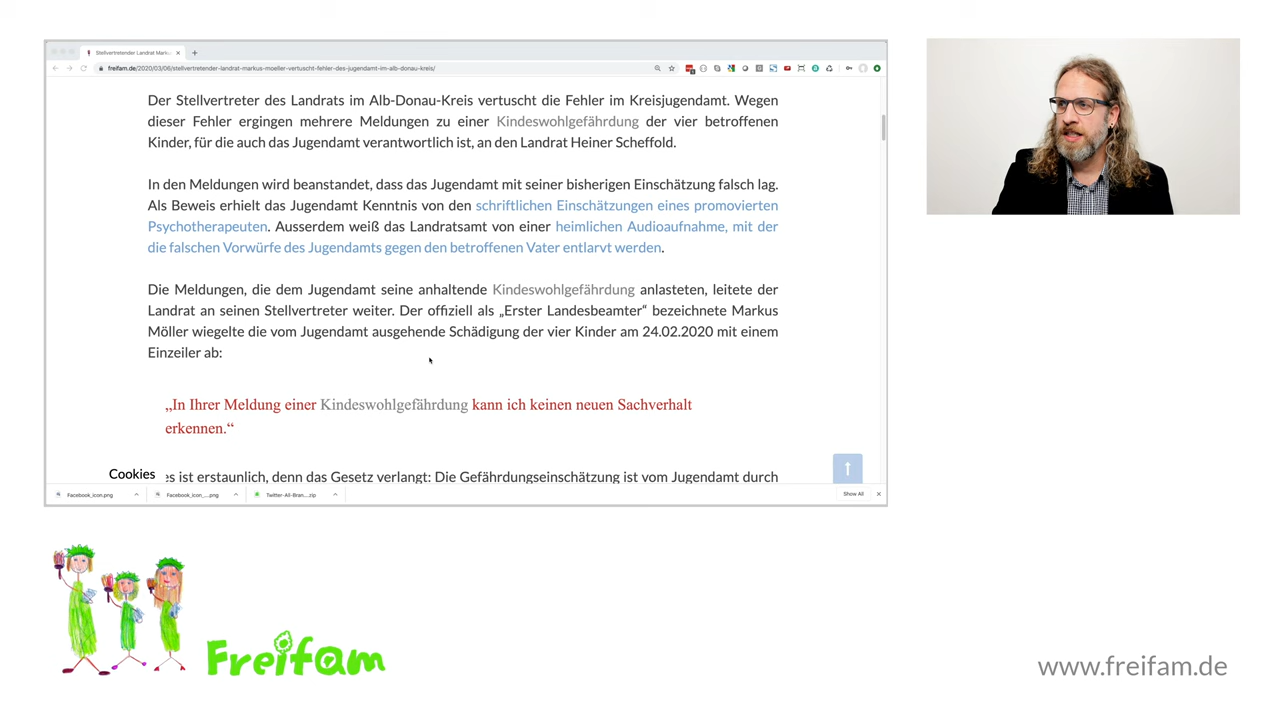 Stellvertretender Landrat Mark
freifam.de/2020/03/06/stellvertretender-landrat-markus-moeller-vertuscht-fehler-des-jugendamt-im-alb-donau-kreis/
Der Stellvertreter des Landrats im Alb-Donau-Kreis vertuscht die Fehler im Kreisjugendamt. Wegen
dieser Fehler ergingen mehrere Meldungen zu einer Kindeswohlgefährdung der vier betroffenen
Kinder, für die auch das Jugendamt verantwortlich ist, an den Landrat Heiner Scheffold.
In den Meldungen wird beanstandet, dass das Jugendamt mit seiner bisherigen Einschätzung falsch lag.
Als Beweis erhielt das Jugendamt Kenntnis von den schriftlichen Einschätzungen eines promovierten
Psychotherapeuten. Ausserdem weiß das Landratsamt von einer heimlichen Audioaufnahme, mit der
die falschen Vorwürfe des Jugendamts gegen den betroffenen Vater entlarvt werden.
Die Meldungen, die dem Jugendamt seine anhaltende Kindeswohlgefährdung anlasteten, leitete der
Landrat an seinen Stellvertreter weiter. Der offiziell als „Erster Landesbeamter“ bezeichnete Markus
Möller wiegelte die vom Jugendamt ausgehende Schädigung der vier Kinder am 24.02.2020 mit einem
Einzeiler ab:
„In Ihrer Meldung einer Kindeswohlgefährdung kann ich keinen neuen Sachverhalt
erkennen.“
Cookies
es ist erstaunlich, denn das Gesetz verlangt: Die Gefährdungseinschätzung ist vom Jugendamt durch
Facebook_icon.png
Facebook_icon_....png
Twitter-All-Bran....zip
Show All
Freifam
www.freifam.de